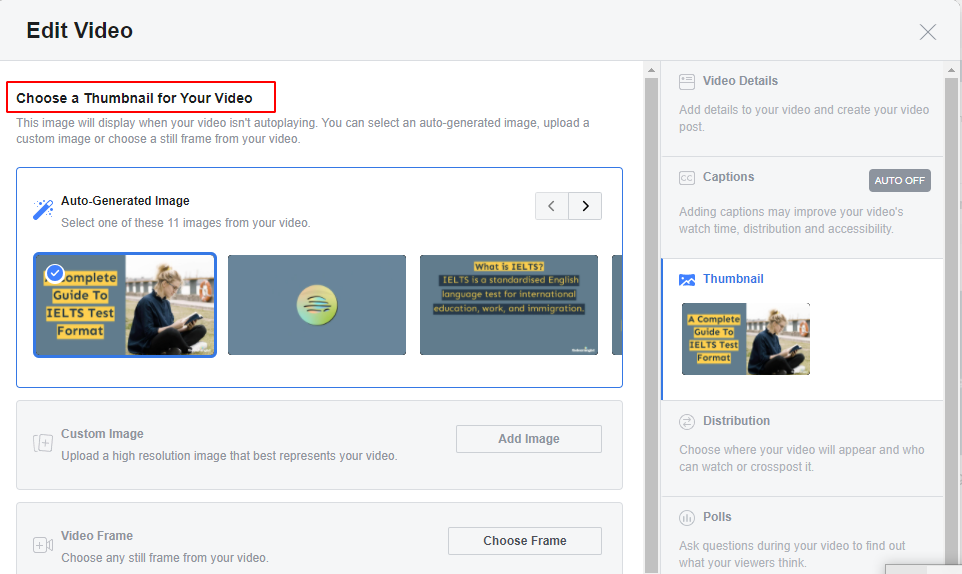 Edit Video
Choose a Thumbnail for Your Video
This image will display when your video isn't autoplaying. You can select an auto-generated image, upload a
custom image or choose a still frame from your video.
Auto-Generated Image
Select one of these 11 images from your video.
Complete
Guide To
IELTS Test
Format
What is IELTS?
IELTS is a standardised English
language test for international
education, work, and immigration.
Custom Image
Upload a high resolution image that best represents your video.
Add Image
Video Frame
Choose any still frame from your video.
Choose Frame
Video Details
Add details to your video and create your video
post.
CC
Captions
AUTO OFF
Adding captions may improve your video's
watch time, distribution and accessibility.
Thumbnail
A Complete
Guide To
IELTS Test
Format
Distribution
Choose where your video will appear and who
can watch or crosspost it.
Polls
Ask questions during your video to find out
what your viewers think.